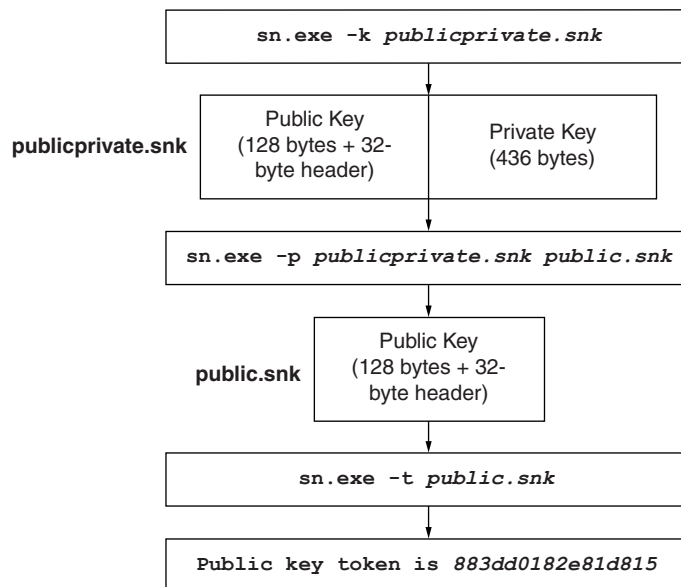 sn.exe -k publicprivate.snk
publicprivate.snk
Public Key
(128 bytes + 32-
byte header)
Private Key
(436 bytes)
sn.exe -p publicprivate.snk public.snk
public.snk
Public Key
(128 bytes + 32-
byte header)
sn.exe -t public.snk
Public key token is 883dd0182e81d815